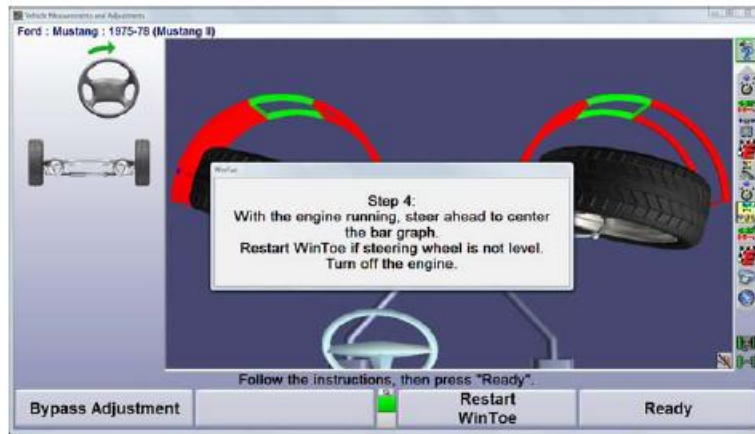 Vehicle Measurements and Adjustments
Ford : Mustang : 1975-78 (Mustang II)
WinToe
Step 4:
With the engine running, steer ahead to center
the bar graph.
Restart WinToe if steering wheel is not level.
Turn off the engine.
Follow the instructions, then press "Ready".
Bypass Adjustment
Restart
WinToe
Ready